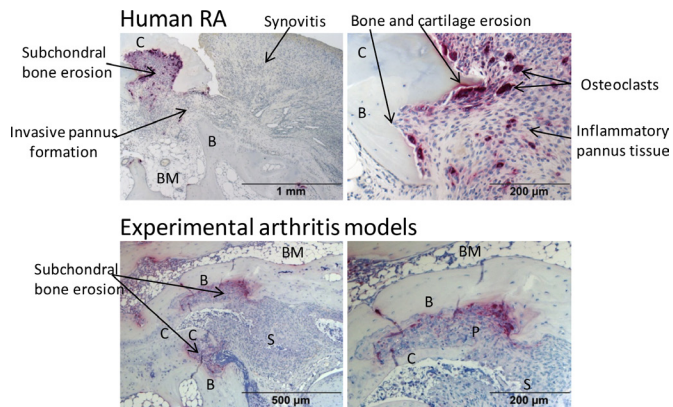 Human RA
Subchondral
bone erosion
C
Synovitis
Invasive pannus
formation
B
BM
1 mm
Bone and cartilage erosion
C
B
Osteoclasts
Inflammatory
pannus tissue
200 µm
Experimental arthritis models
Subchondral
bone erosion
BM
B
C
C
S
B
500 µm
BM
B
P
C
S
200 µm